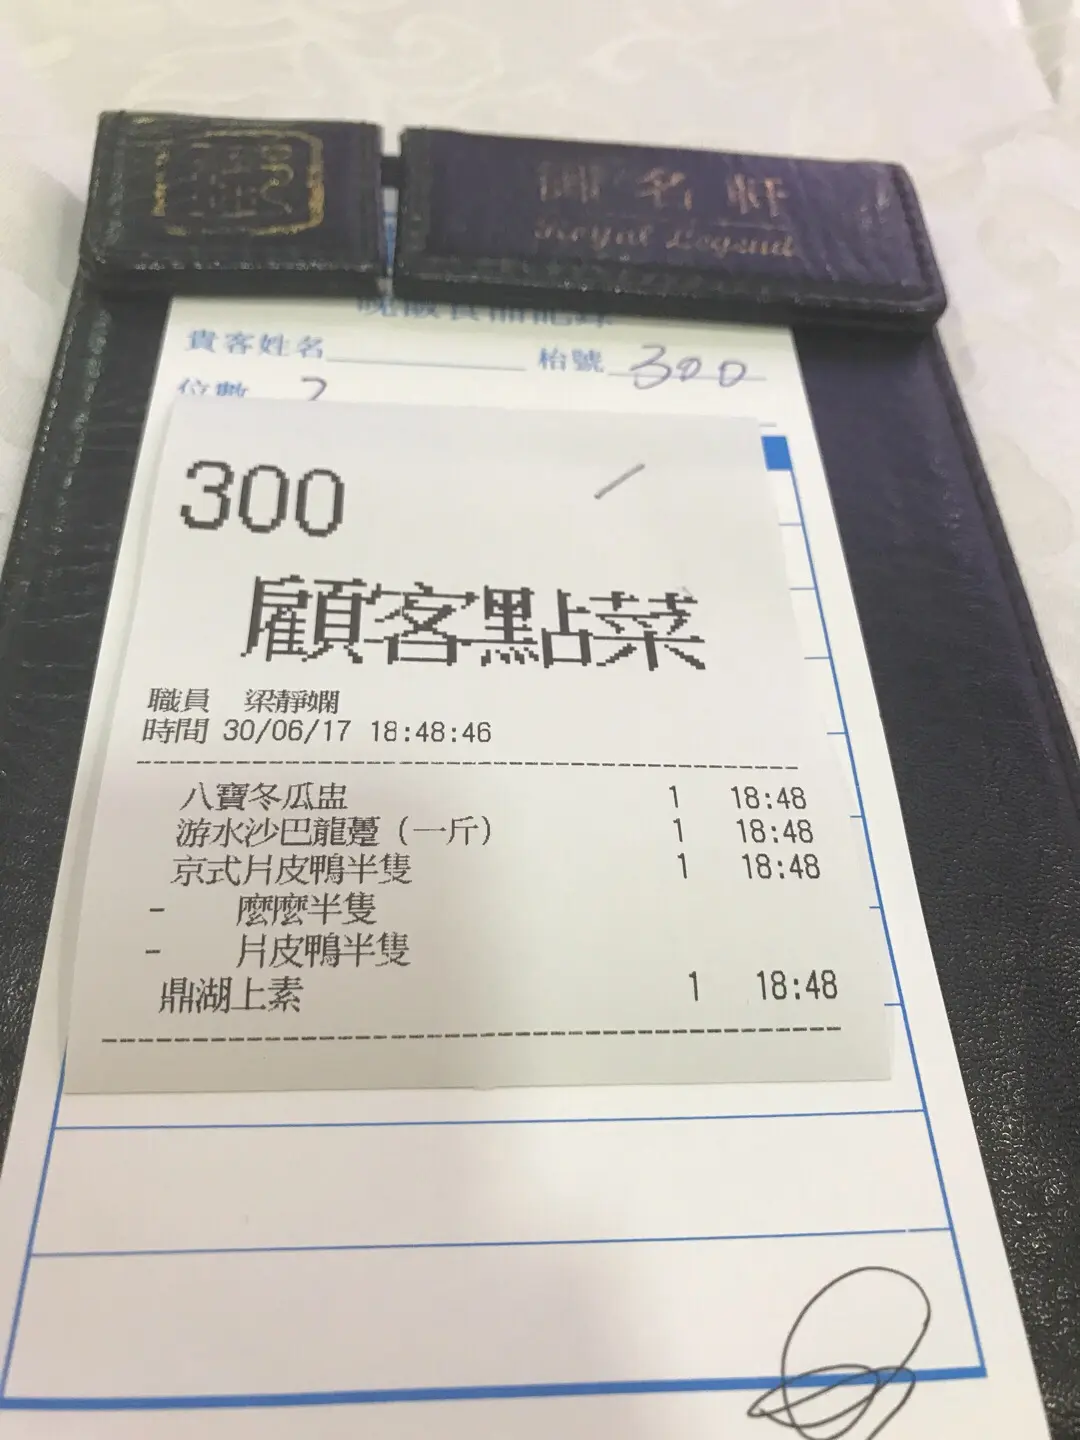 名軒
Royal Legend
貴客姓名 枱號 300
位數
300
顧客點菜
職員 梁靜嫻
時間 30/06/17 18:48:46
八寶冬瓜盅 1 18:48
游水沙巴龍躉 (一斤) 1 18:48
京式片皮鴨半隻 1 18:48
- 麼麼半隻
- 片皮鴨半隻
鼎湖上素 1 18:48